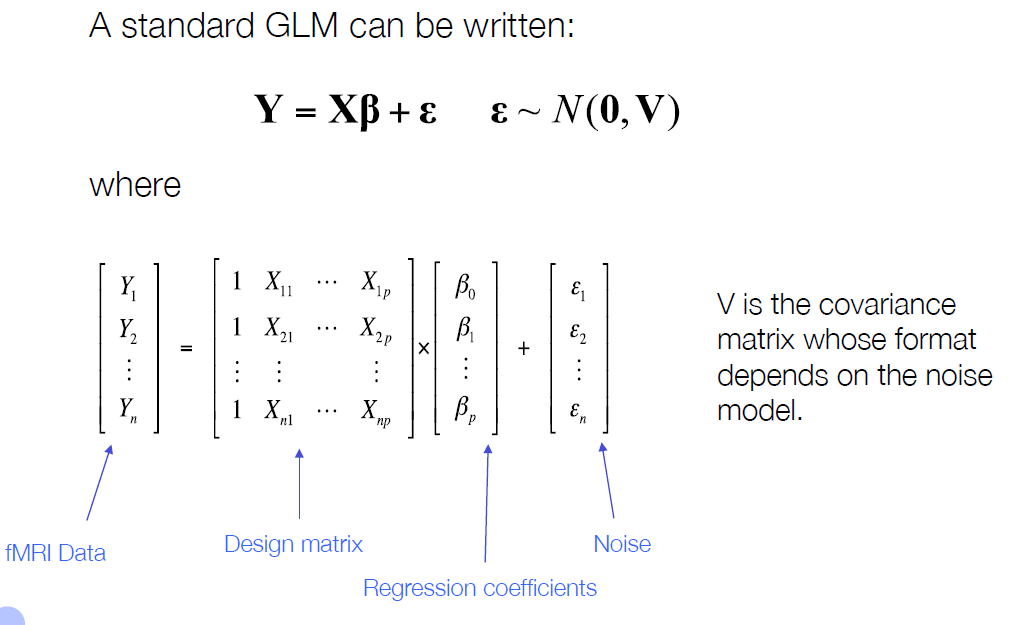 A standard GLM can be written:
Y = Xβ + ε ε ~ N(0, V)
where
Y₁ 1 X₁₁ ⋯ X₁ₚ β₀ ε₁
Y₂ = 1 X₂₁ ⋯ X₂ₚ × β₁ + ε₂
⋮ ⋮ ⋮ ⋮ ⋮ ⋮
Yₙ 1 Xₙ₁ ⋯ Xₙₚ βₚ εₙ
V is the covariance
matrix whose format
depends on the noise
model.
fMRI Data
Design matrix
Regression coefficients
Noise